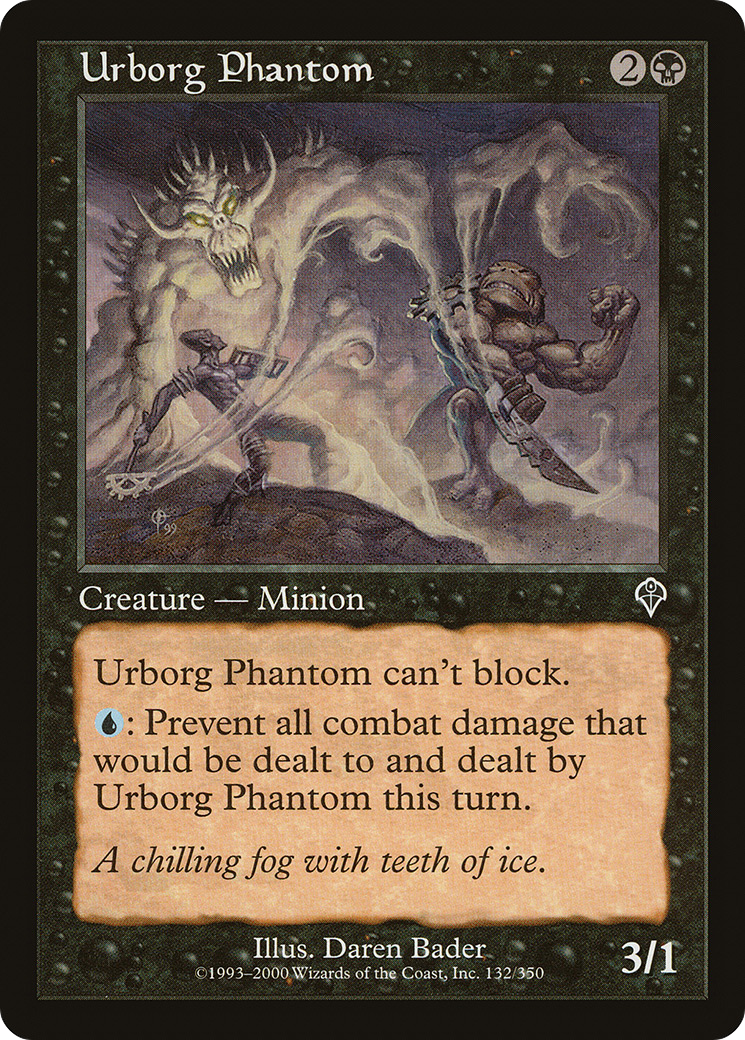 Urborg Phantom 2
99
Creature — Minion
Urborg Phantom can't block.
: Prevent all combat damage that
would be dealt to and dealt by
Urborg Phantom this turn.
A chilling fog with teeth of ice.
Illus. Daren Bader
©1993–2000 Wizards of the Coast, Inc. 132/350
3/1